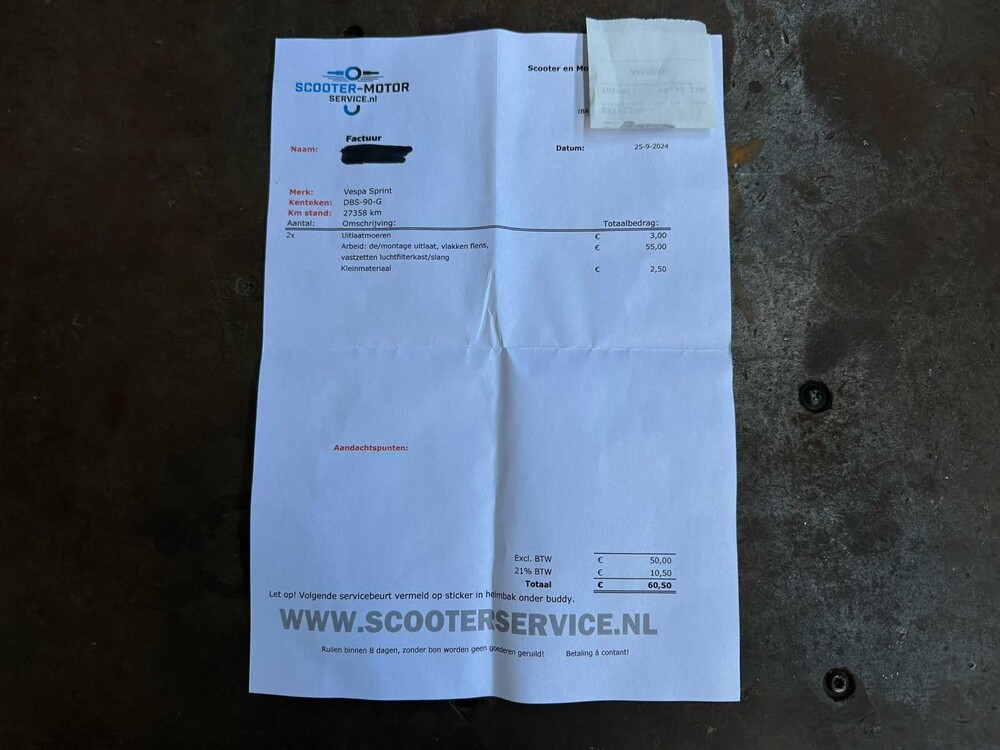 SCOOTER-MOTOR
SERVICE.nl
Scooter en Mo
Factuur
Naam:
Datum: 25-9-2024
Merk: Vespa Sprint
Kenteken: DBS-90-G
Km stand: 27358 km
Aantal: Omschrijving: Totaalbedrag:
2x Uitlaatmoeren € 3,00
Arbeid: de/montage uitlaat, vlakken flens, € 55,00
vastzetten luchtfilterkast/slang
Kleinmateriaal € 2,50
Aandachtspunten:
Excl. BTW € 50,00
21% BTW € 10,50
Totaal € 60,50
Let op! Volgende servicebeurt vermeld op sticker in helmbak onder buddy.
WWW.SCOOTERSERVICE.NL
Ruilen binnen 8 dagen, zonder bon worden geen goederen geruild! Betaling á contant!